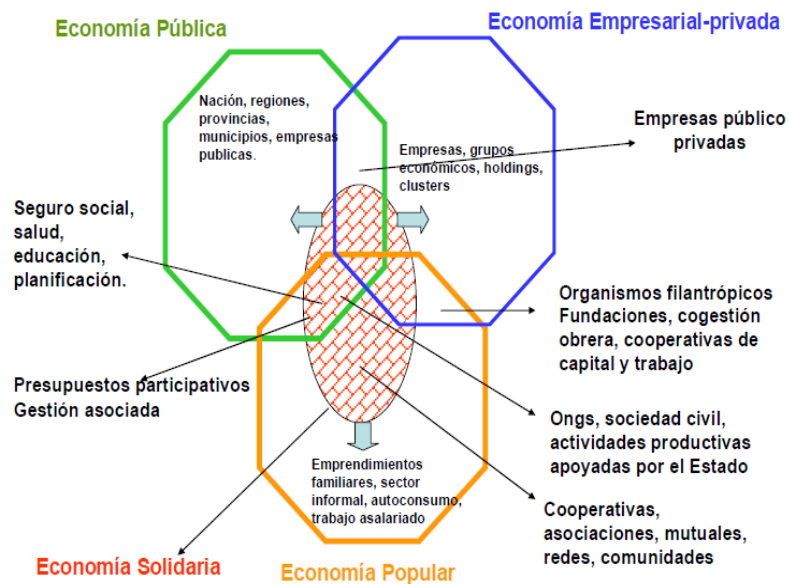 Economía Pública
Economía Empresarial-privada
Nación, regiones,
provincias,
municipios, empresas
publicas.
Empresas, grupos
económicos, holdings,
clusters
Empresas público
privadas
Seguro social,
salud,
educación,
planificación.
Organismos filantrópicos
Fundaciones, cogestión
obrera, cooperativas de
capital y trabajo
Presupuestos participativos
Gestión asociada
Ongs, sociedad civil,
actividades productivas
apoyadas por el Estado
Emprendimientos
familiares, sector
informal, autoconsumo,
trabajo asalariado
Cooperativas,
asociaciones, mutuales,
redes, comunidades
Economía Solidaria
Economía Popular